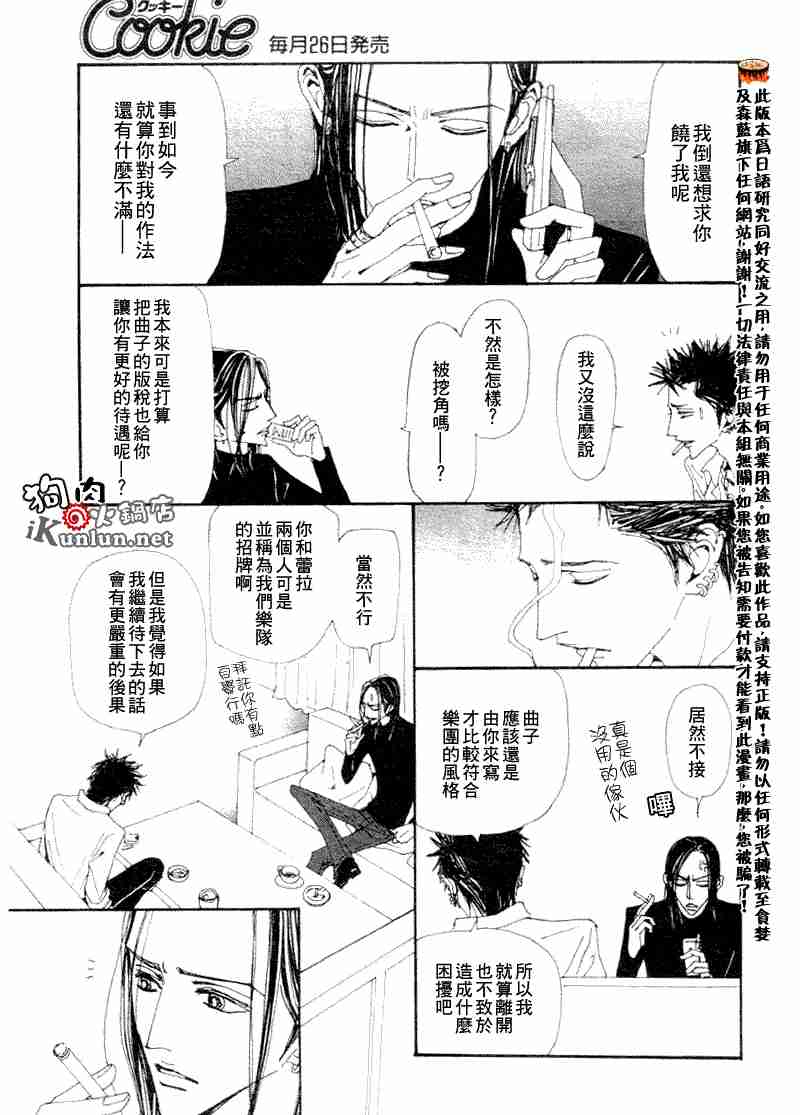 クッキー
Cookie
毎月26日発売
我倒還想求你
饒了我呢
事到如今
就算你對我的作法
還有什麼不滿——
我又沒這麼說
不然是怎樣?
被挖角嗎——?
我本來可是打算
把曲子的版稅也給你
讓你有更好的待遇呢——?
當然不行
你和蕾拉
兩個人可是
並稱為我們樂隊
的招牌啊
拜託你有點
自覺行嗎
但是我覺得如果
我繼續待下去的話
會有更嚴重的後果
居然不接
真是個
沒用的傢伙
嗶
曲子
應該還是
由你來寫
才比較符合
樂團的風格
所以我
就算離開
也不致於
造成什麼
困擾吧
狗肉
火鍋店
iKunlun.net
此版本爲日語研究同好交流之用,請勿用于任何商業用途。如您喜歡此作品,請支持正版!請勿以任何形式轉載至貪婪
及森藍旗下任何網站,謝謝!一切法律責任與本組無關。如果您被告知需要付款才能看到此漫畫,那麼,您被騙了!